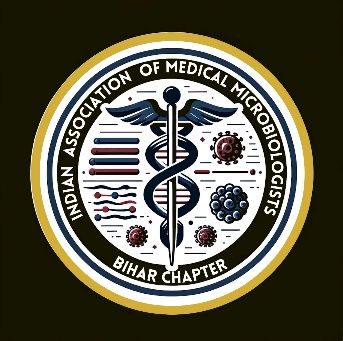 INDIAN ASSOCIATION OF MEDICAL MICROBIOLOGISTS
BIHAR CHAPTER